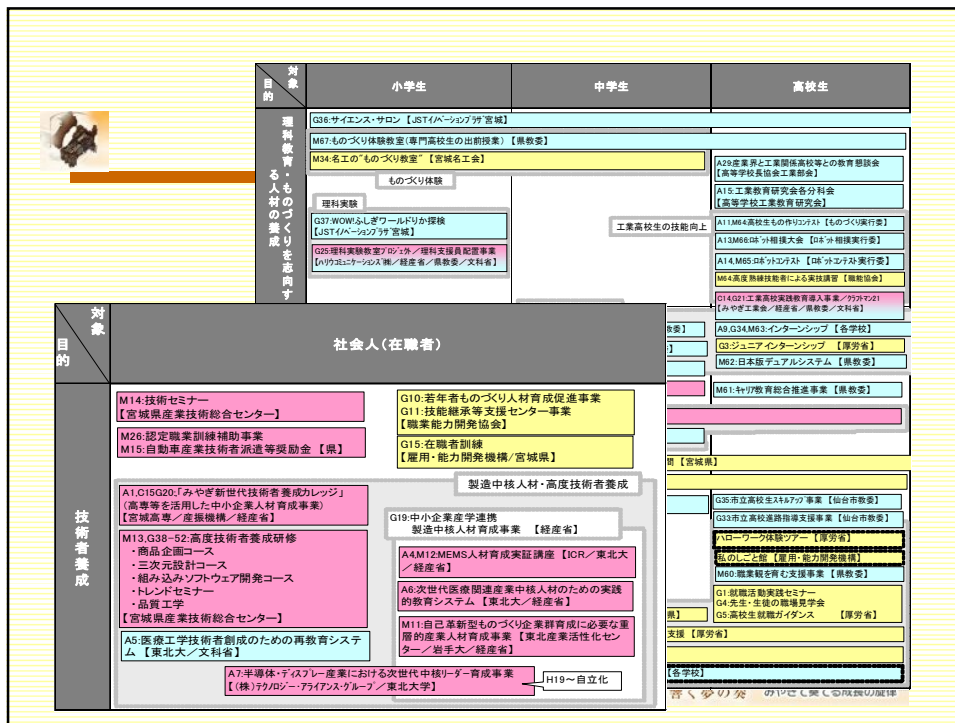 対象
目的
小学生
中学生
高校生
理科教育・ものづくりを志向する人材の養成
G36:サイエンス・サロン 【JSTイノベーションプラザ宮城】
M67:ものづくり体験教室(専門高校生の出前授業) 【県教委】
M34:名工の"ものづくり教室" 【宮城名工会】
ものづくり体験
理科実験
G37:WOW!ふしぎワールドりか探検
【JSTイノベーションプラザ宮城】
G25:理科実験教室プロジェクト/理科支援員配置事業
【ハリウコミュニケーションズ㈱/経産省/県教委/文科省】
工業高校生の技能向上
A29:産業界と工業関係高校等との教育懇談会
【高等学校長協会工業部会】
A15:工業教育研究会各分科会
【高等学校工業教育研究会】
A11,M64:高校生もの作りコンテスト 【ものづくり実行委】
A13,M66:ロボット相撲大会 【ロボット相撲実行委】
A14,M65:ロボットコンテスト 【ロボットコンテスト実行委】
M64:高度熟練技能者による実技講習 【職能協会】
C14,G21:工業高校実践教育導入事業/クラフトマン21
【みやぎ工業会/経産省/県教委/文科省】
A9,G34,M63:インターンシップ 【各学校】
G3:ジュニアインターンシップ 【厚労省】
M62:日本版デュアルシステム 【県教委】
M61:キャリア教育総合推進事業 【県教委】
【宮城県】
G35:市立高校生スキルアップ事業 【仙台市教委】
G33:市立高校進路指導支援事業 【仙台市教委】
ハローワーク体験ツアー 【厚労省】
私のしごと館 【雇用・能力開発機構】
M60:職業観を育む支援事業 【県教委】
G1:就職活動実践セミナー
G4:先生・生徒の職場見学会
G5:高校生就職ガイダンス 【厚労省】
支援 【厚労省】
【各学校】
対象
目的
社会人(在職者)
技術者養成
M14:技術セミナー
【宮城県産業技術総合センター】
M26:認定職業訓練補助事業
M15:自動車産業技術者派遣等奨励金 【県】
G10:若年者ものづくり人材育成促進事業
G11:技能継承等支援センター事業
【職業能力開発協会】
G15:在職者訓練
【雇用・能力開発機構/宮城県】
製造中核人材・高度技術者養成
A1,C15G20:「みやぎ新世代技術者養成カレッジ」
(高専等を活用した中小企業人材育成事業)
【宮城高専/産振機構/経産省】
M13,G38-52:高度技術者養成研修
・商品企画コース
・三次元設計コース
・組み込みソフトウェア開発コース
・トレンドセミナー
・品質工学
【宮城県産業技術総合センター】
A5:医療工学技術者創成のための再教育システ
ム 【東北大/文科省】
G19:中小企業産学連携
製造中核人材育成事業 【経産省】
A4,M12:MEMS人材育成実証講座 【ICR/東北大
/経産省】
A6:次世代医療関連産業中核人材のための実践
的教育システム 【東北大/経産省】
M11:自己革新型ものづくり企業群育成に必要な重
層的産業人材育成事業 【東北産業活性化セン
ター/岩手大/経産省】
A7:半導体・ディスプレー産業における次世代中核リーダー育成事業
【(株)テクノロジー・アライアンス・グループ/東北大学】
H19～自立化